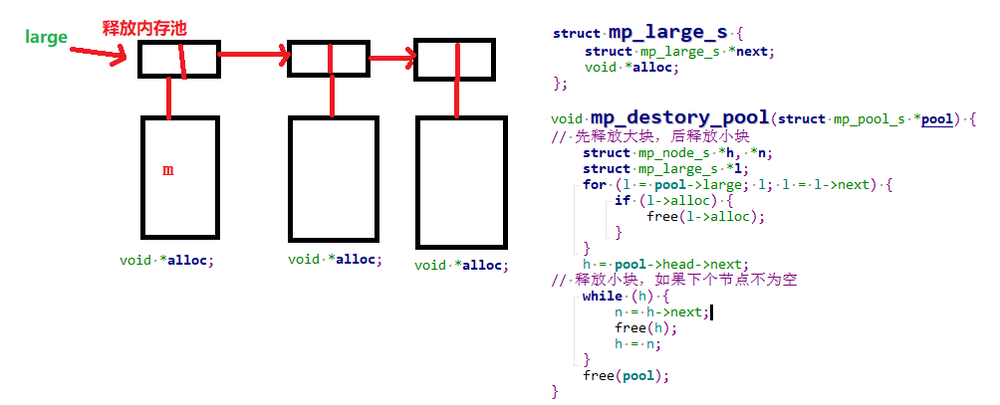 释放内存池
large
m
void *alloc;
void *alloc;
void *alloc;
struct mp_large_s {
    struct mp_large_s *next;
    void *alloc;
};
void mp_destory_pool(struct mp_pool_s *pool) {
// 先释放大块，后释放小块
    struct mp_node_s *h, *n;
    struct mp_large_s *l;
    for (l = pool->large; l; l = l->next) {
        if (l->alloc) {
            free(l->alloc);
        }
    }
    h = pool->head->next;
// 释放小块，如果下个节点不为空
    while (h) {
        n = h->next;
        free(h);
        h = n;
    }
    free(pool);
}